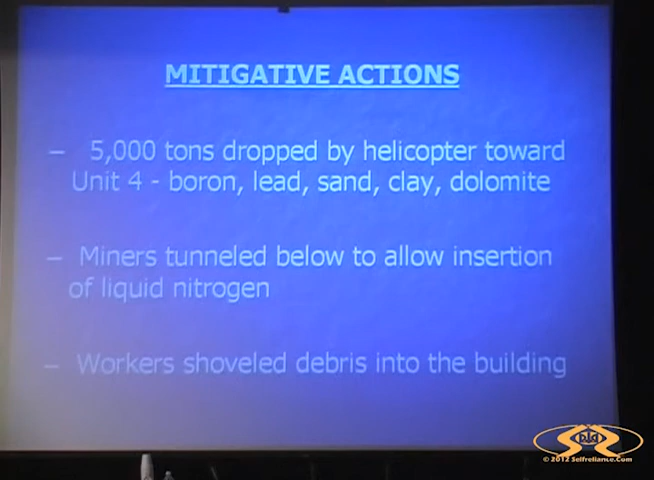 MITIGATIVE ACTIONS
– 5,000 tons dropped by helicopter toward
Unit 4 - boron, lead, sand, clay, dolomite
– Miners tunneled below to allow insertion
of liquid nitrogen
– Workers shoveled debris into the building
© 2012 Selfreliance.Com